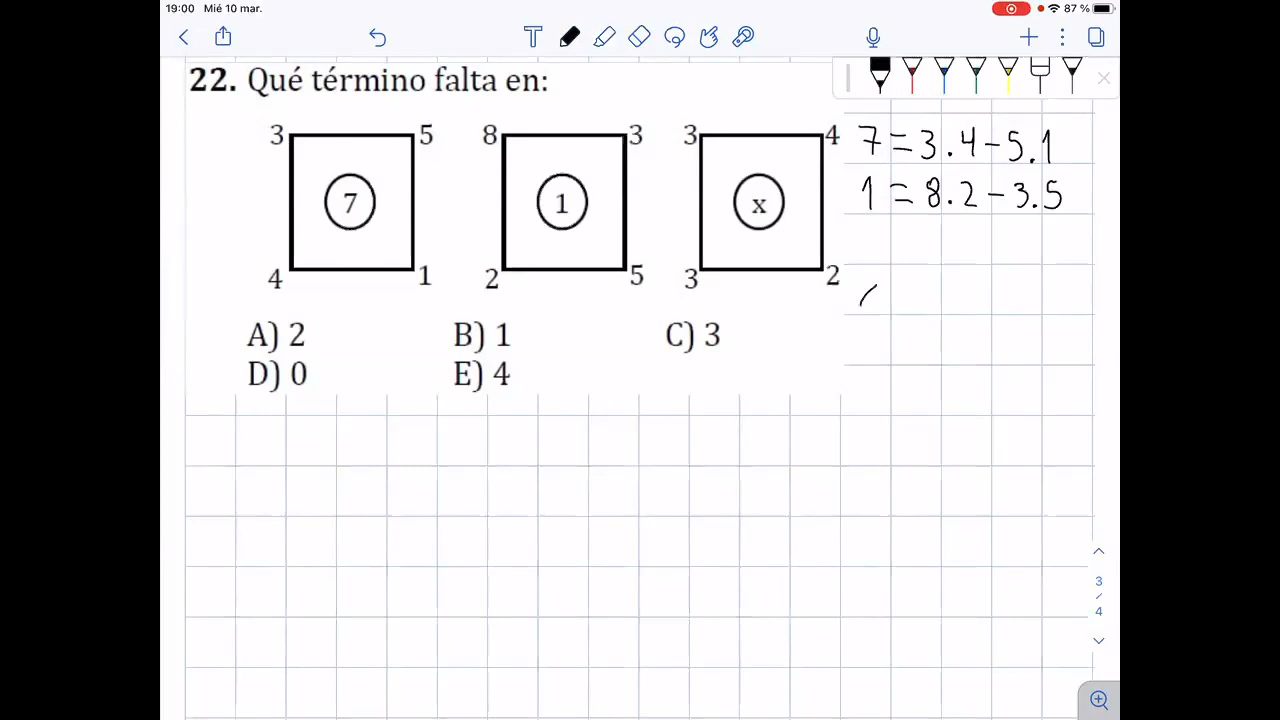 19:00 Mié 10 mar. 87 %
T
22. Qué término falta en:
3 5 8 3 3 4
7 = 3.4 - 5.1
7 1 x
1 = 8.2 - 3.5
4 1 2 5 3 2
A) 2 B) 1 C) 3
D) 0 E) 4
3
/
4